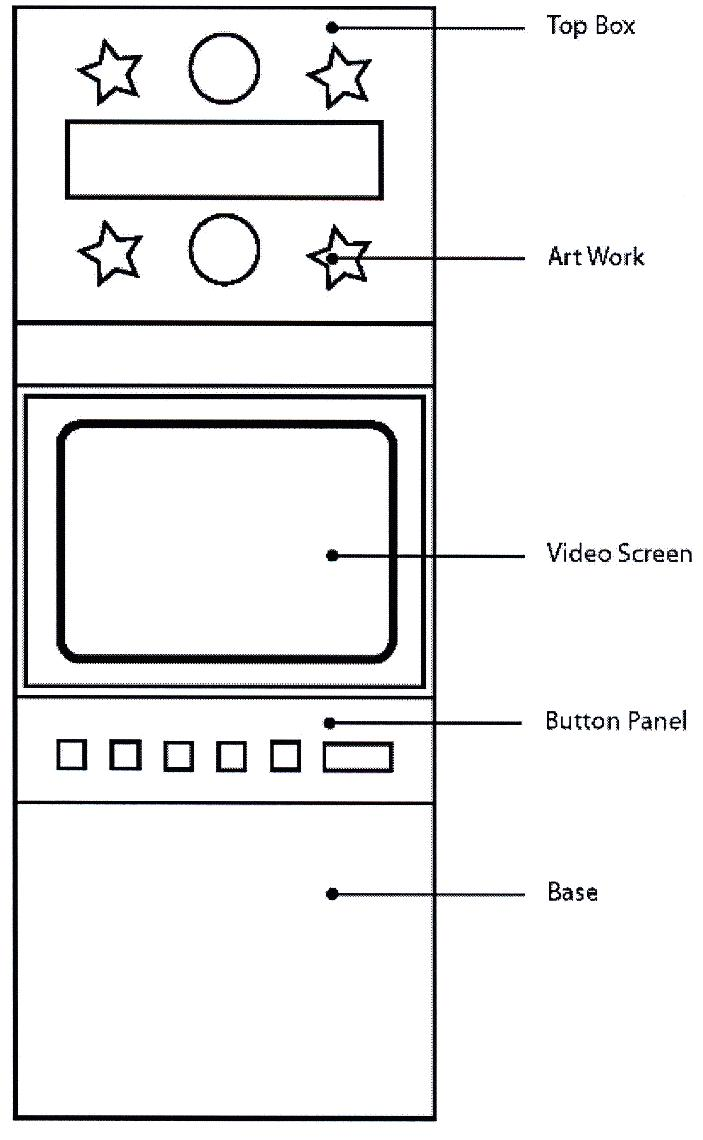 Top Box
Art Work
Video Screen
Button Panel
Base